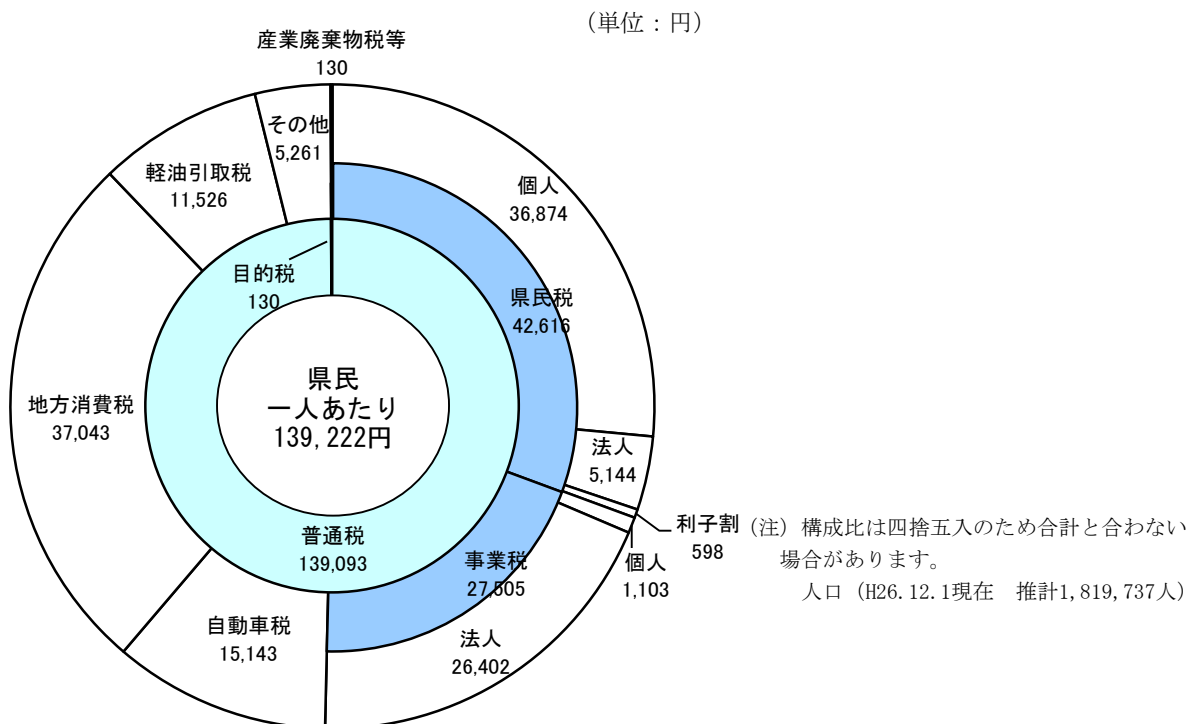 (単位：円)
産業廃棄物税等
130
その他
5,261
軽油引取税
11,526
個人
36,874
目的税
130
県民税
42,616
県民
一人あたり
139,222円
地方消費税
37,043
法人
5,144
利子割
598
個人
1,103
普通税
139,093
事業税
27,505
自動車税
15,143
法人
26,402
(注) 構成比は四捨五入のため合計と合わない
場合があります。
人口 (H26.12.1現在　推計1,819,737人)